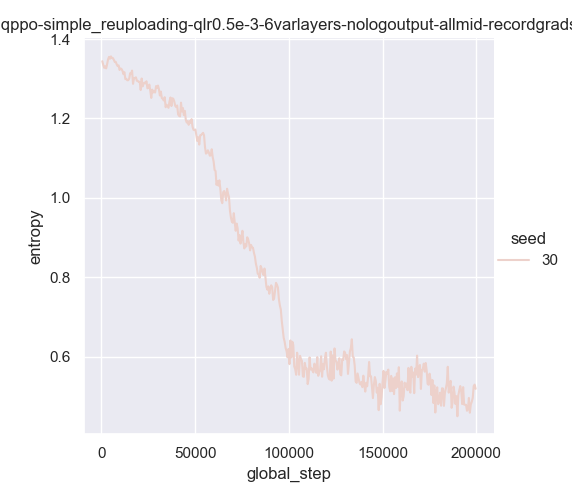 qppo-simple_reuploading-qlr0.5e-3-6varlayers-nologoutput-allmid-recordgrads
1.4
1.2
1.0
0.8
0.6
entropy
0
50000
100000
150000
200000
global_step
seed
30